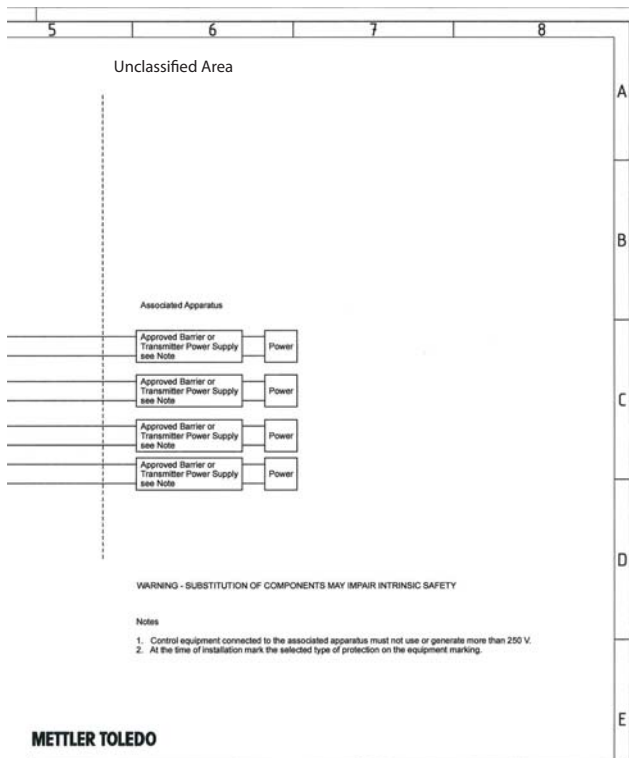 5 6 7 8
Unclassified Area
A
B
Associated Apparatus
Approved Barrier or
Transmitter Power Supply
see Note
Power
Approved Barrier or
Transmitter Power Supply
see Note
Power
C
Approved Barrier or
Transmitter Power Supply
see Note
Power
Approved Barrier or
Transmitter Power Supply
see Note
Power
D
WARNING - SUBSTITUTION OF COMPONENTS MAY IMPAIR INTRINSIC SAFETY
Notes
1. Control equipment connected to the associated apparatus must not use or generate more than 250 V.
2. At the time of installation mark the selected type of protection on the equipment marking.
E
METTLER TOLEDO